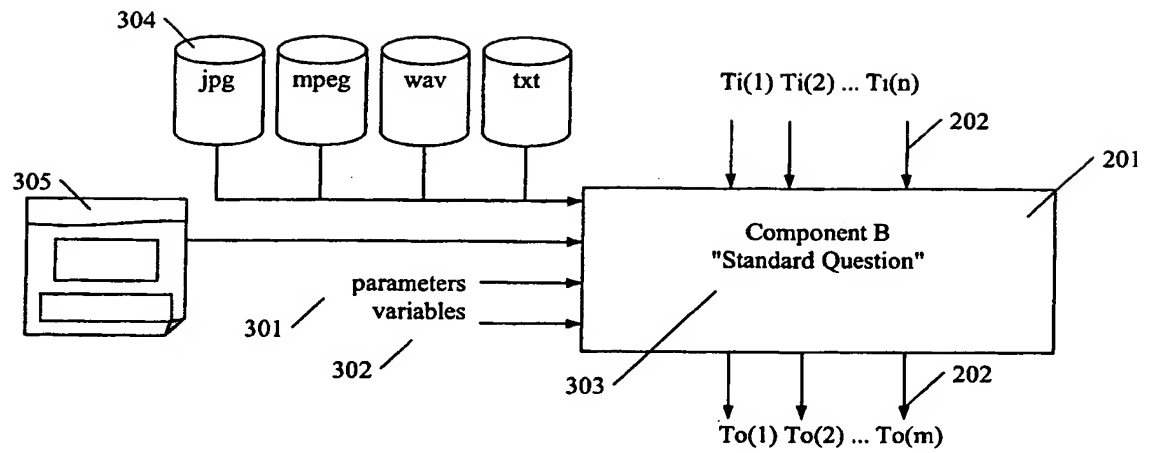 304
jpg mpeg wav txt
Ti(1) Ti(2) ... Tı(n)
202
201
305
Component B
"Standard Question"
parameters
301
variables
302
303
202
To(1) To(2) ... To(m)